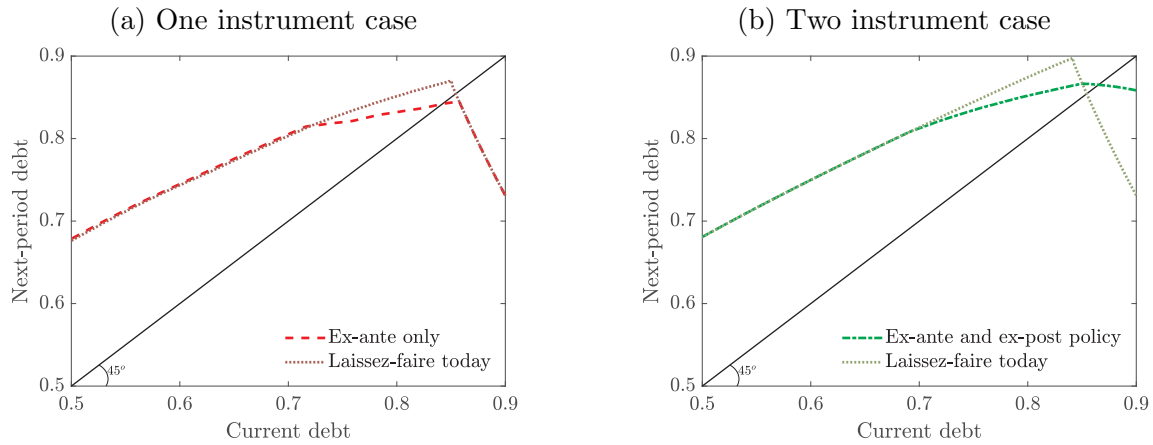 (a) One instrument case
0.9
0.8
0.7
0.6
0.5
Next-period debt
Ex-ante only
Laissez-faire today
45o
0.5 0.6 0.7 0.8 0.9
Current debt
(b) Two instrument case
0.9
0.8
0.7
0.6
0.5
Next-period debt
Ex-ante and ex-post policy
Laissez-faire today
45o
0.5 0.6 0.7 0.8 0.9
Current debt